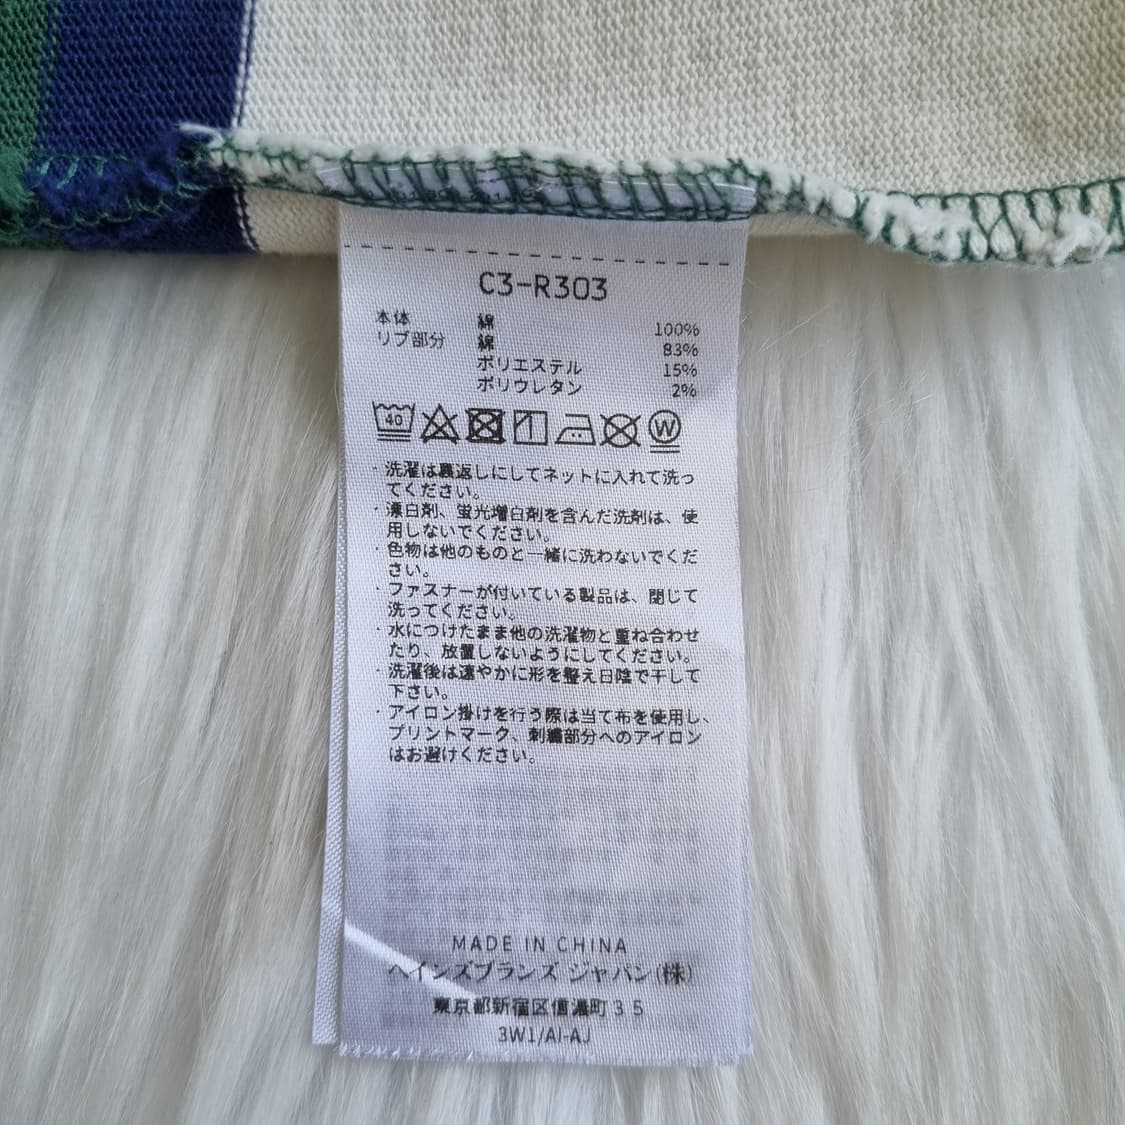 C3-R303
本体 綿 100%
リブ部分 綿 83%
ポリエステル 15%
ポリウレタン 2%
40
W
・洗濯は裏返しにしてネットに入れて洗っ
てください。
・漂白剤、蛍光増白剤を含んだ洗剤は、使
用しないでください。
・色物は他のものと一緒に洗わないでくだ
さい。
・ファスナーが付いている製品は、閉じて
洗ってください。
・水につけたまま他の洗濯物と重ね合わせ
たり、放置しないようにしてください。
・洗濯後は速やかに形を整え日陰で干して
下さい。
・アイロン掛けを行う際は当て布を使用し、
プリントマーク、刺繍部分へのアイロン
はお避けください。
MADE IN CHINA
ヘインズブランズ ジャパン(株)
東京都新宿区信濃町35
3W1/AI-AJ